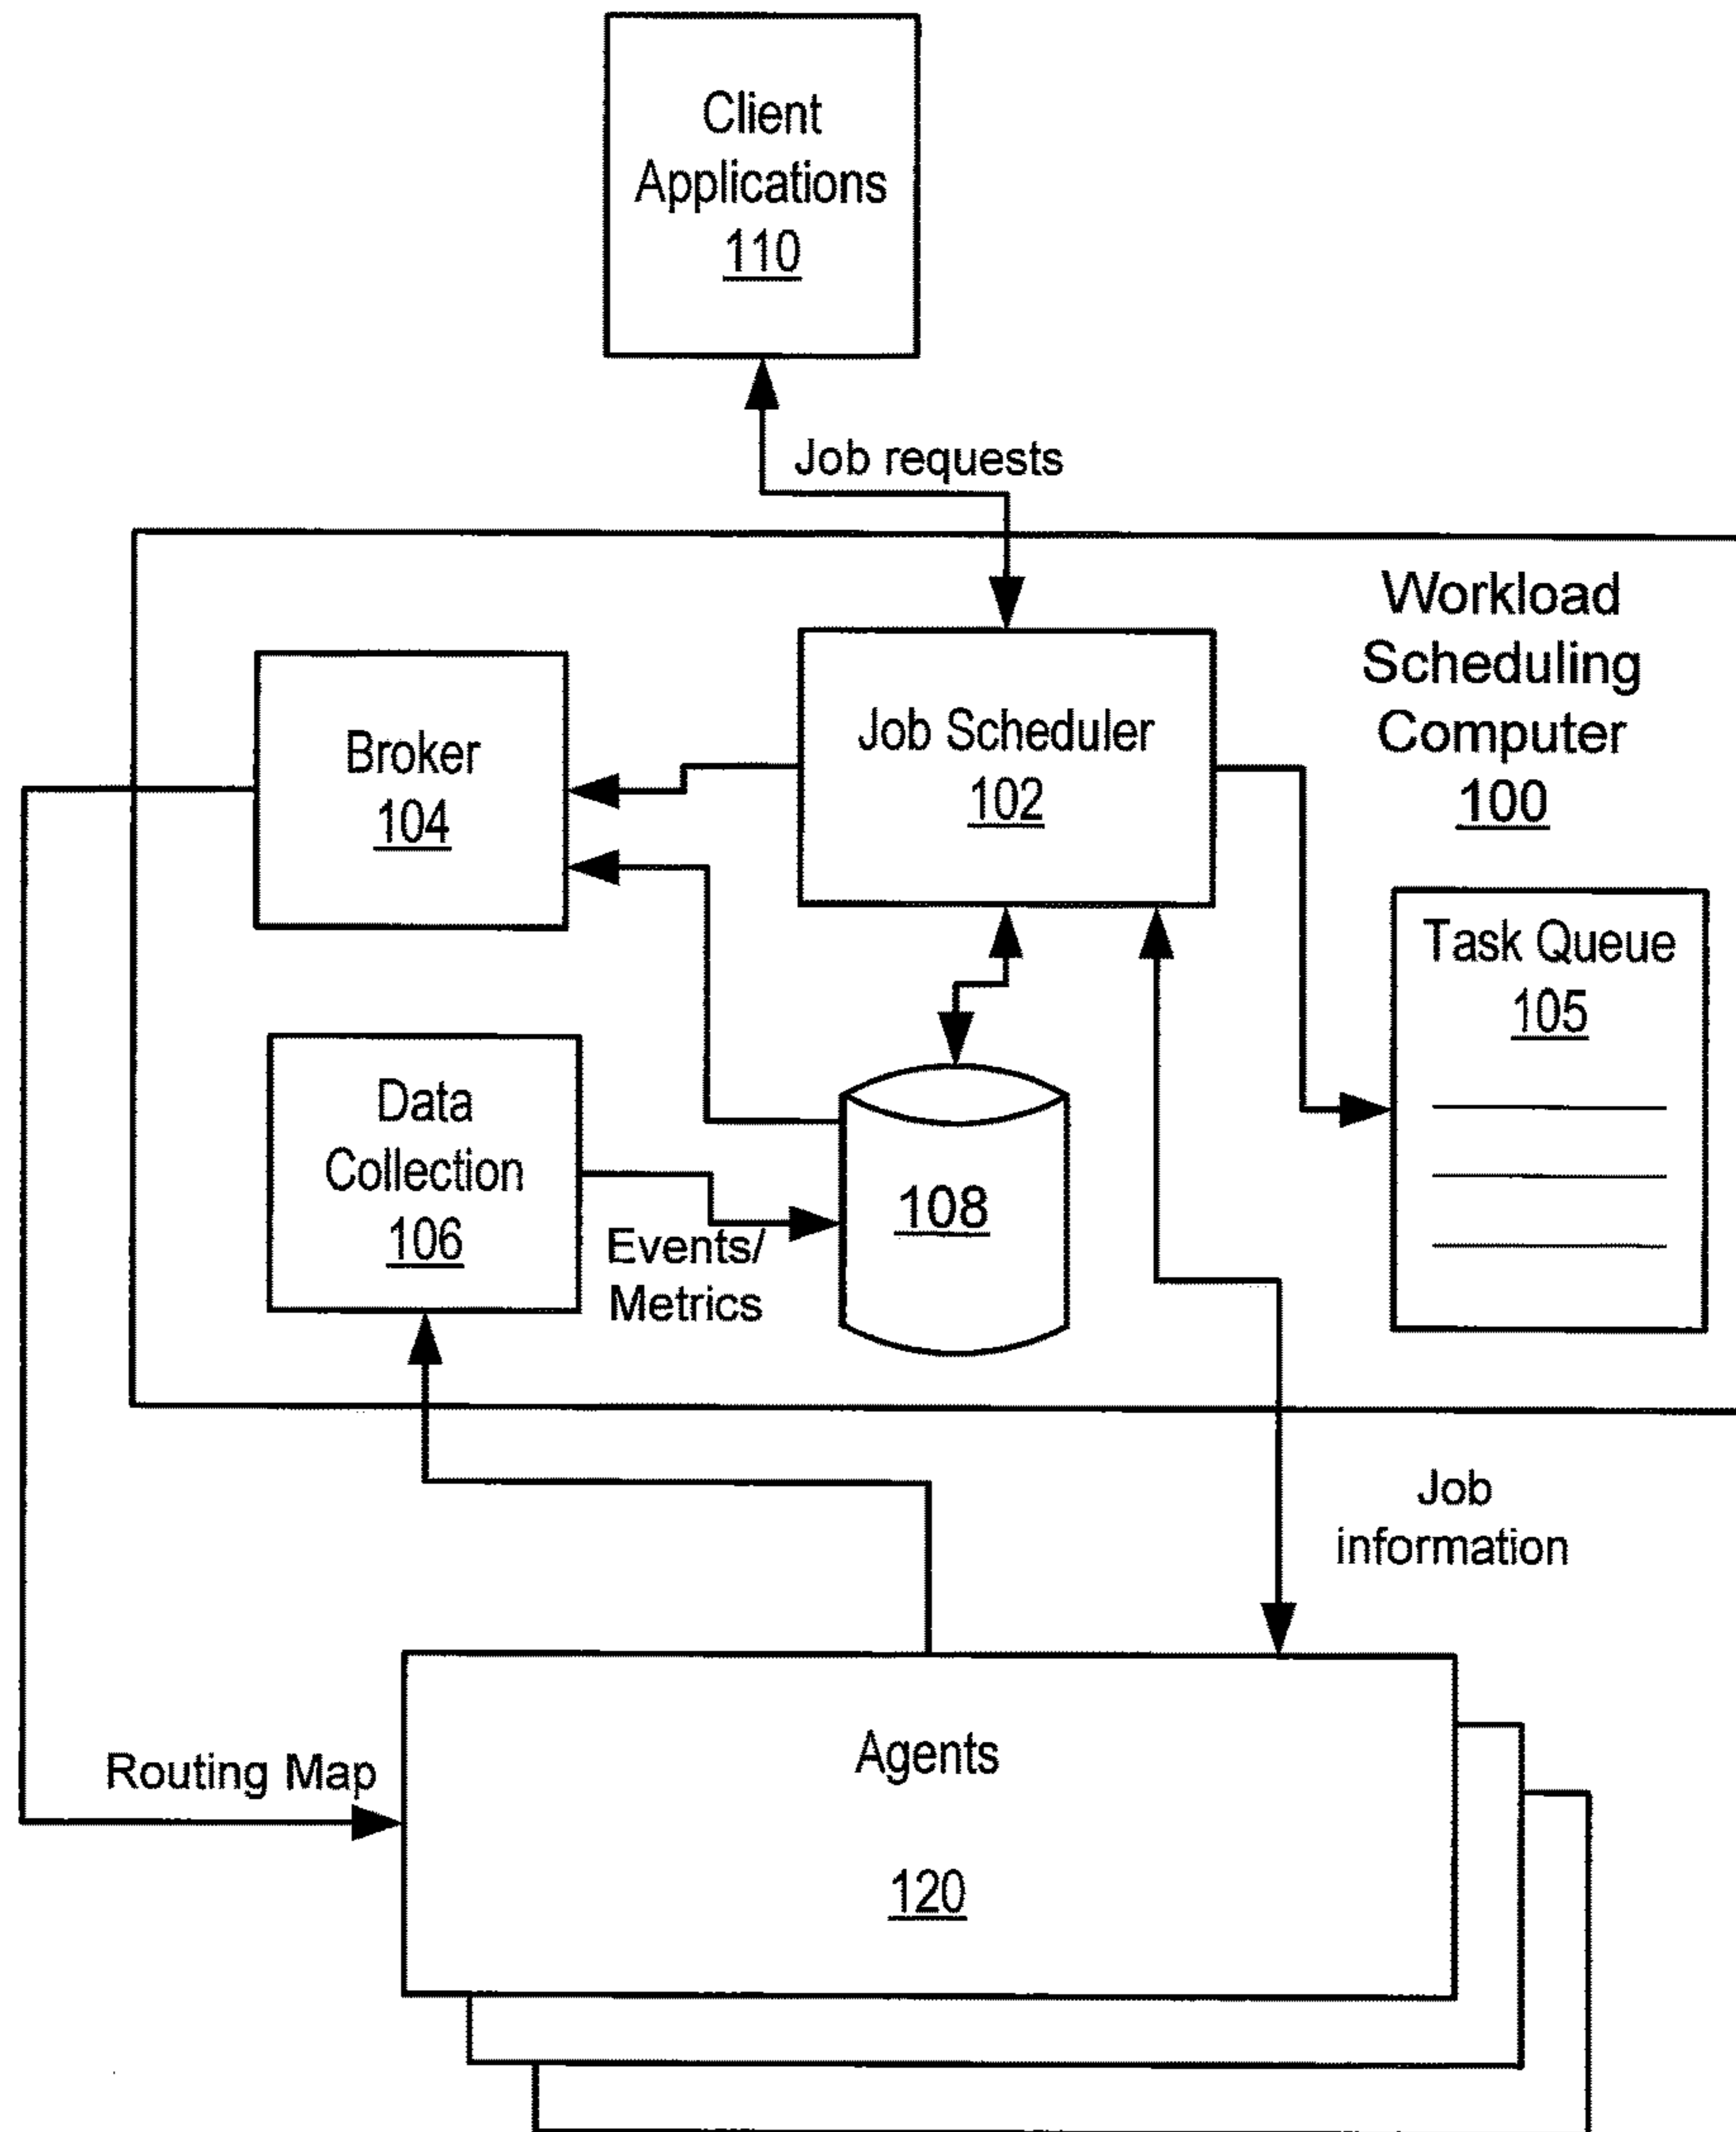 Client
Applications
110
Job requests
Workload
Scheduling
Computer
100
Broker
104
Job Scheduler
102
Task Queue
105
Data
Collection
106
Events/
Metrics
108
Job
information
Routing Map
Agents
120